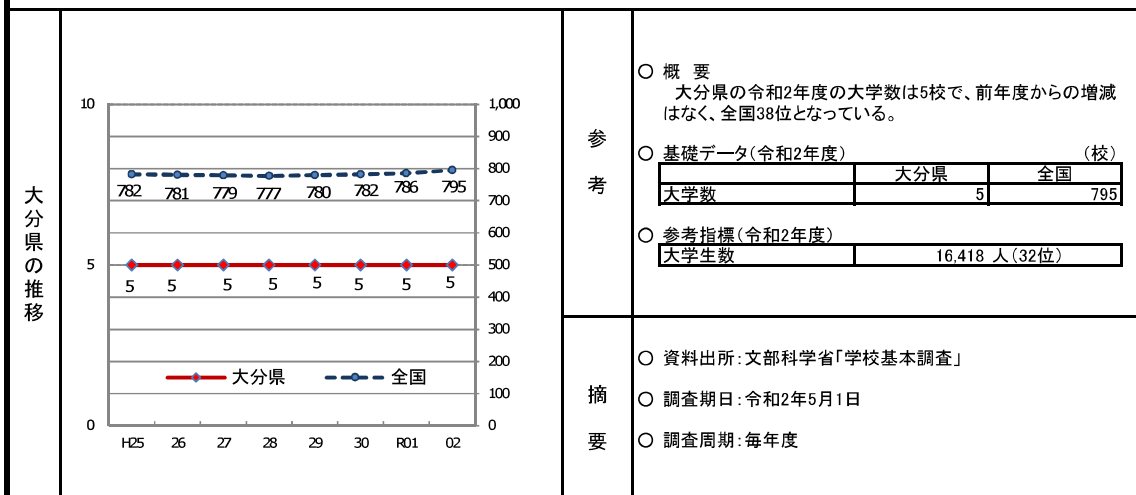 大分県の推移
10
5
0
1,000
900
800
700
600
500
400
300
200
100
0
782 781 779 777 780 782 786 795
5 5 5 5 5 5 5 5
大分県 全国
H25 26 27 28 29 30 R01 02
参考
○ 概 要
大分県の令和2年度の大学数は5校で、前年度からの増減
はなく、全国38位となっている。
○ 基礎データ(令和2年度) (校)
大分県 全国
大学数 5 795
○ 参考指標(令和2年度)
大学生数 16,418 人(32位)
摘要
○ 資料出所:文部科学省「学校基本調査」
○ 調査期日:令和2年5月1日
○ 調査周期:毎年度